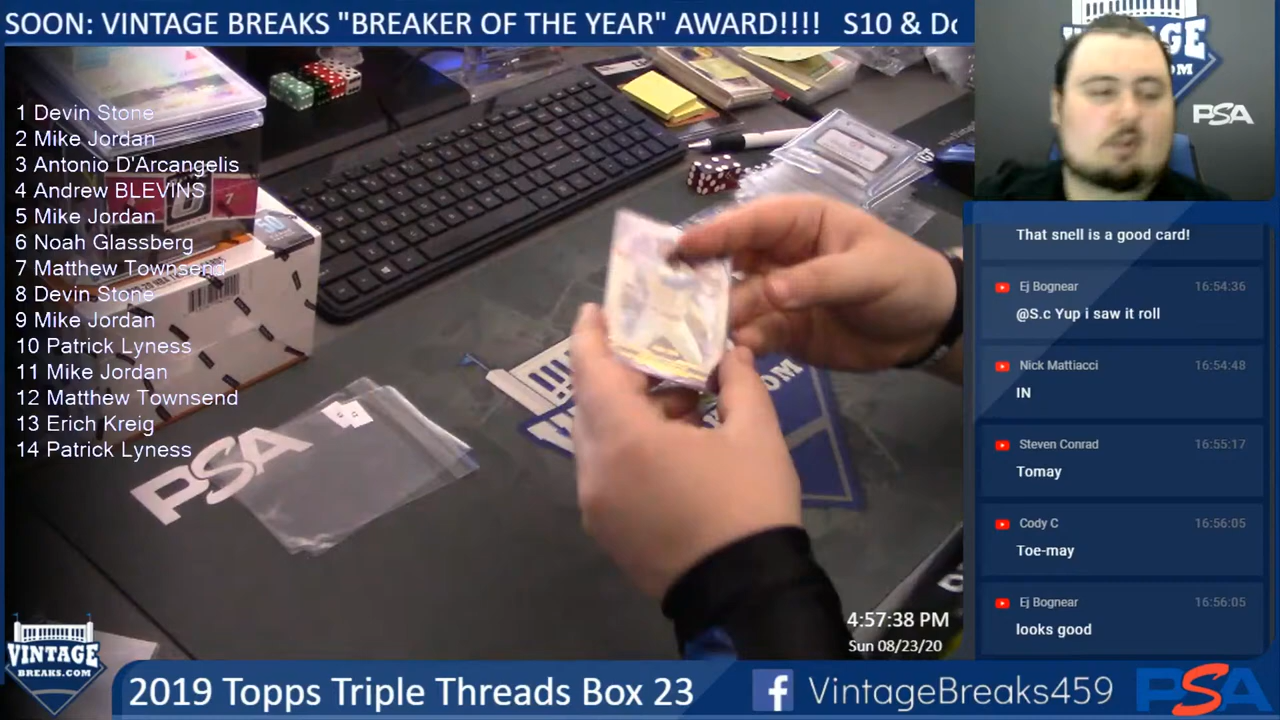 SOON: VINTAGE BREAKS "BREAKER OF THE YEAR" AWARD!!!! S10 & Do
1 Devin Stone
2 Mike Jordan
3 Antonio D'Arcangelis
4 Andrew BLEVINS
5 Mike Jordan
6 Noah Glassberg
7 Matthew Townsend
8 Devin Stone
9 Mike Jordan
10 Patrick Lyness
11 Mike Jordan
12 Matthew Townsend
13 Erich Kreig
14 Patrick Lyness
PSA
VINTAGE
PSA
That snell is a good card!
Ej Bognear 16:54:36
@S.c Yup i saw it roll
Nick Mattiacci 16:54:48
IN
Steven Conrad 16:55:17
Tomay
Cody C 16:56:05
Toe-may
Ej Bognear 16:56:05
looks good
4:57:38 PM
Sun 08/23/20
VINTAGE
BREAKS.COM
2019 Topps Triple Threads Box 23
f VintageBreaks459
PSA